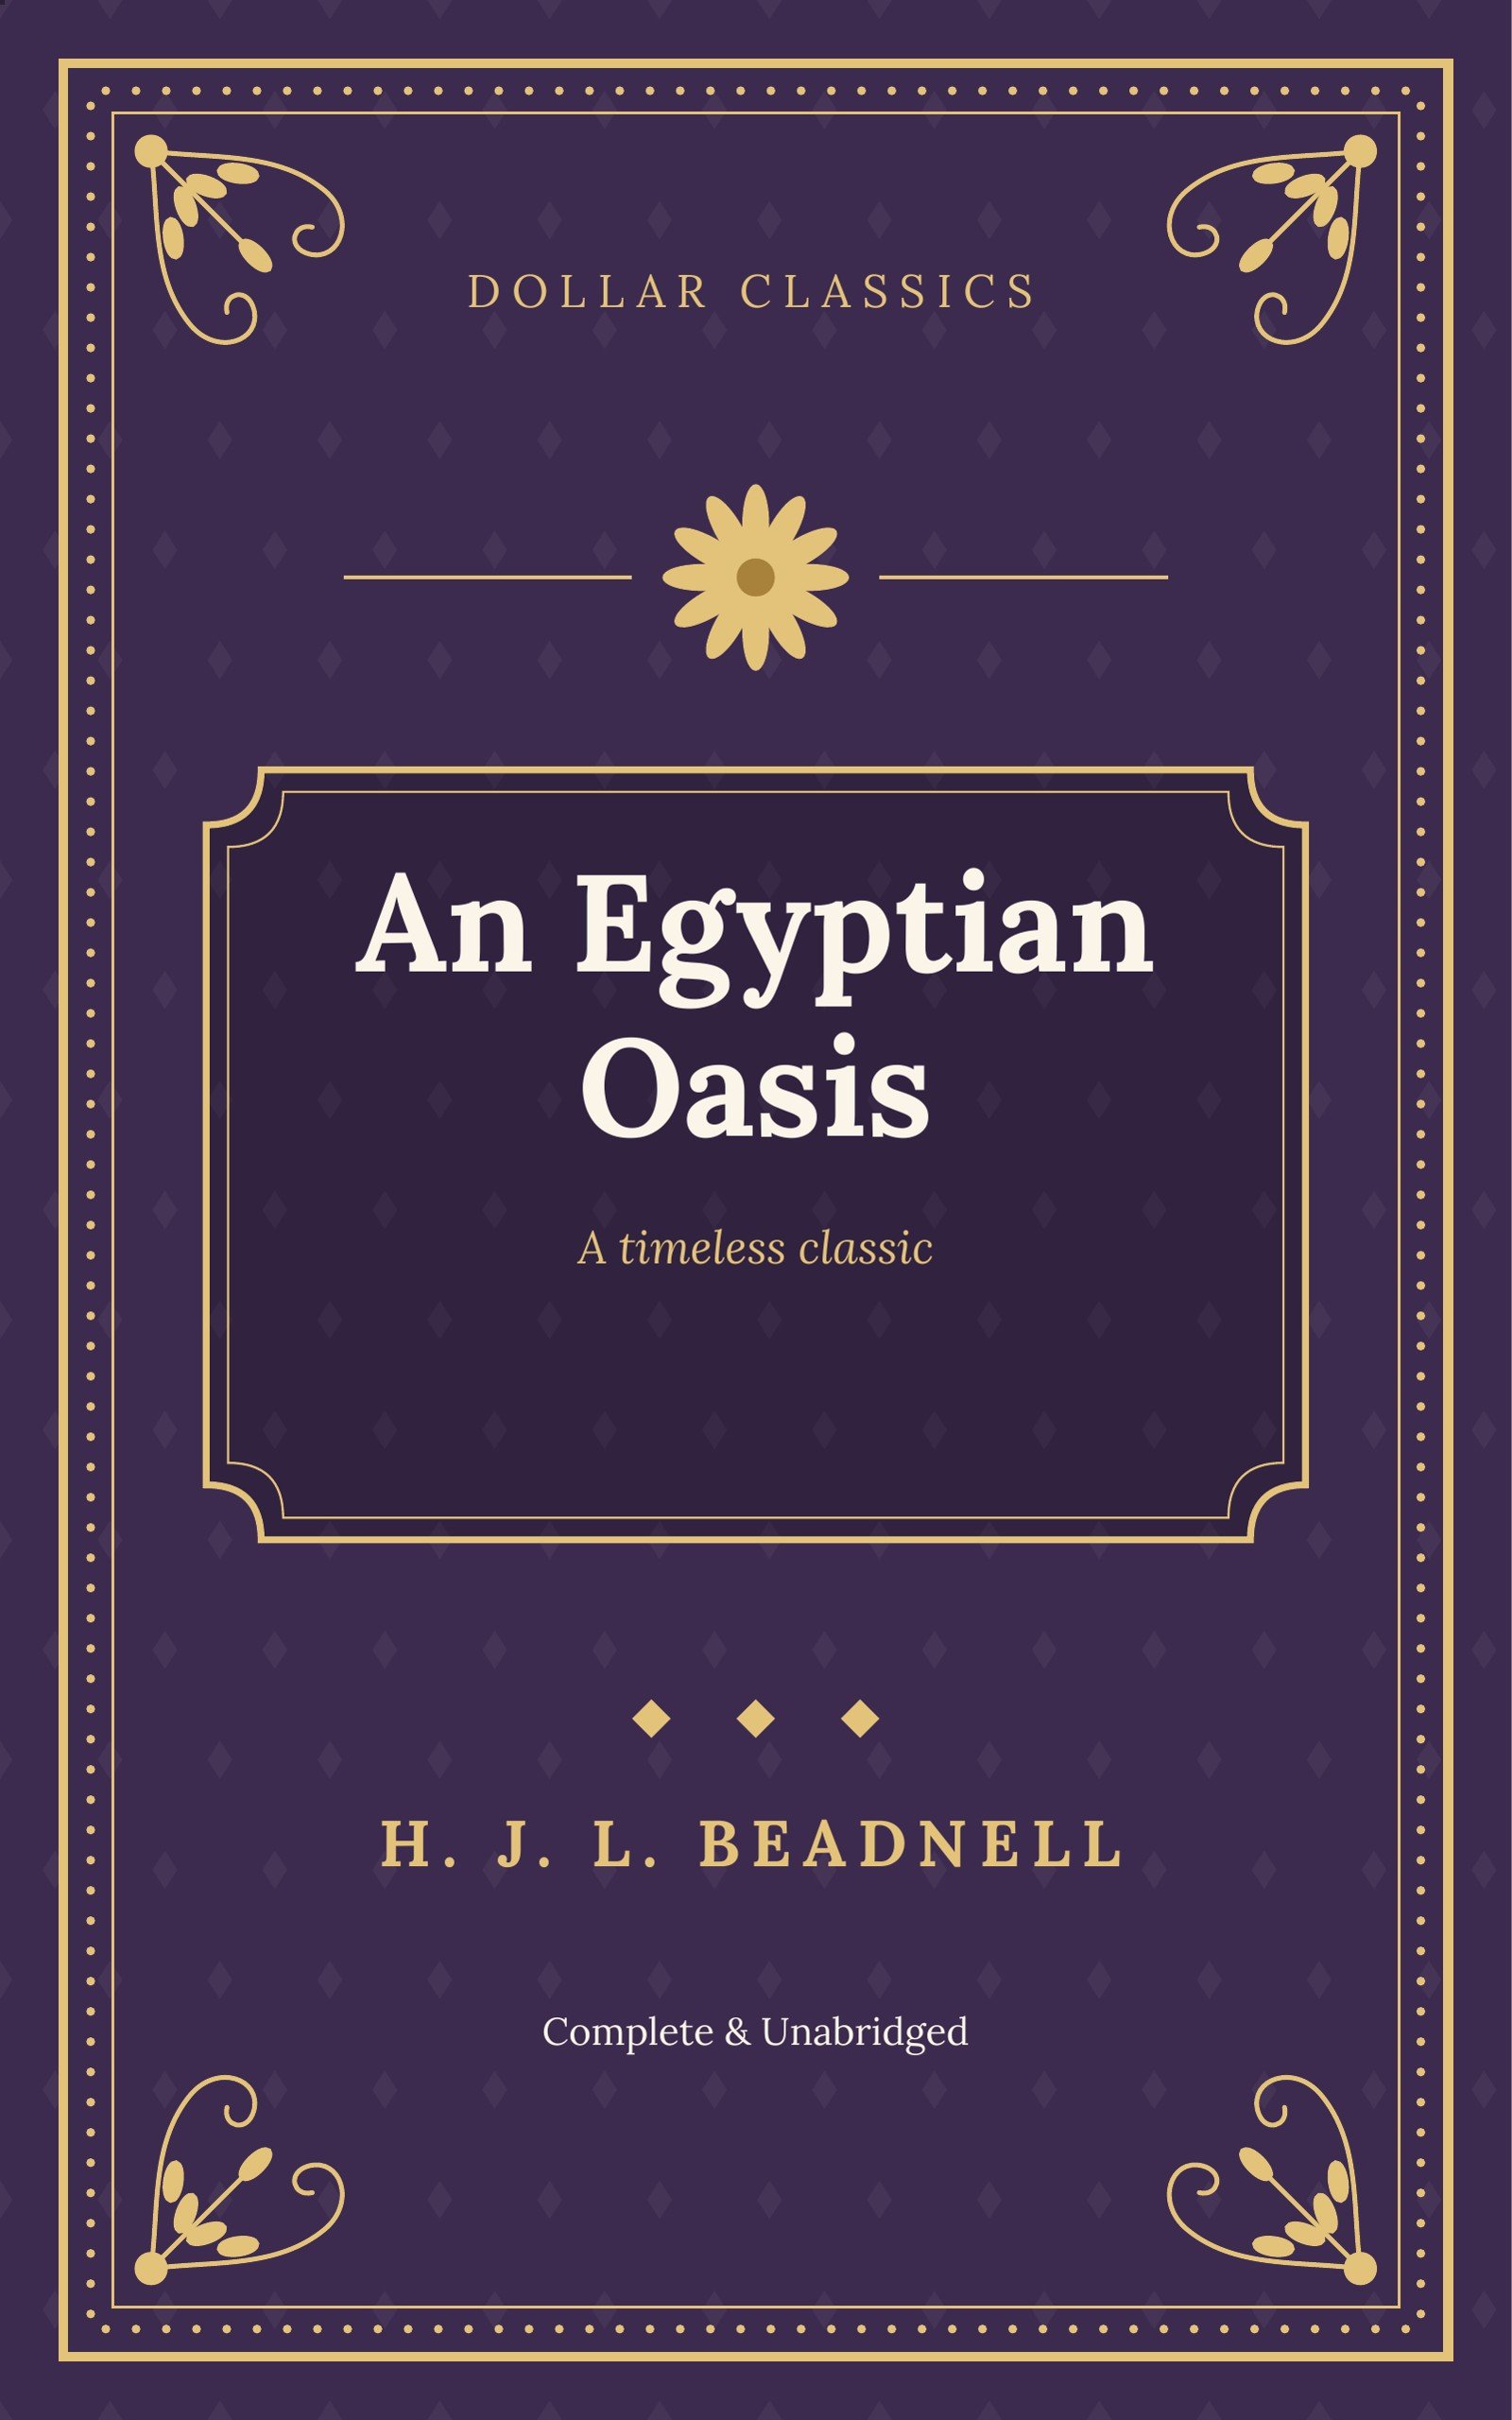 DOLLAR CLASSICS
An Egyptian
Oasis
A timeless classic
H. J. L. BEADNELL
Complete & Unabridged